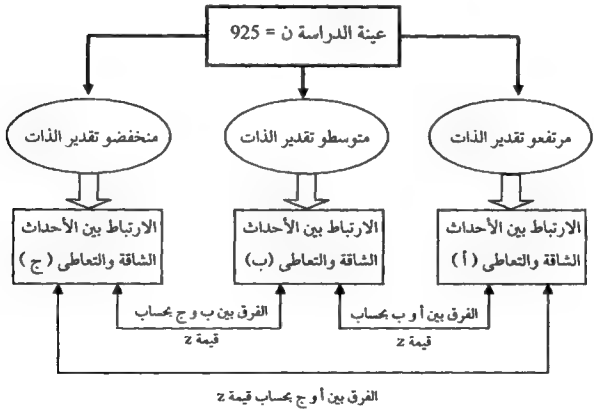 عينة الدراسة ن = 925
مرتفعو تقدير الذات
متوسطو تقدير الذات
منخفضو تقدير الذات
الارتباط بين الأحداث
الشاقة والتعاطى (أ)
الارتباط بين الأحداث
الشاقة والتعاطى (ب)
الارتباط بين الأحداث
الشاقة والتعاطى (ج)
الفرق بين أ و ب بحساب
قيمة z
الفرق بين ب و ج بحساب
قيمة z
الفرق بين أ و ج بحساب قيمة z